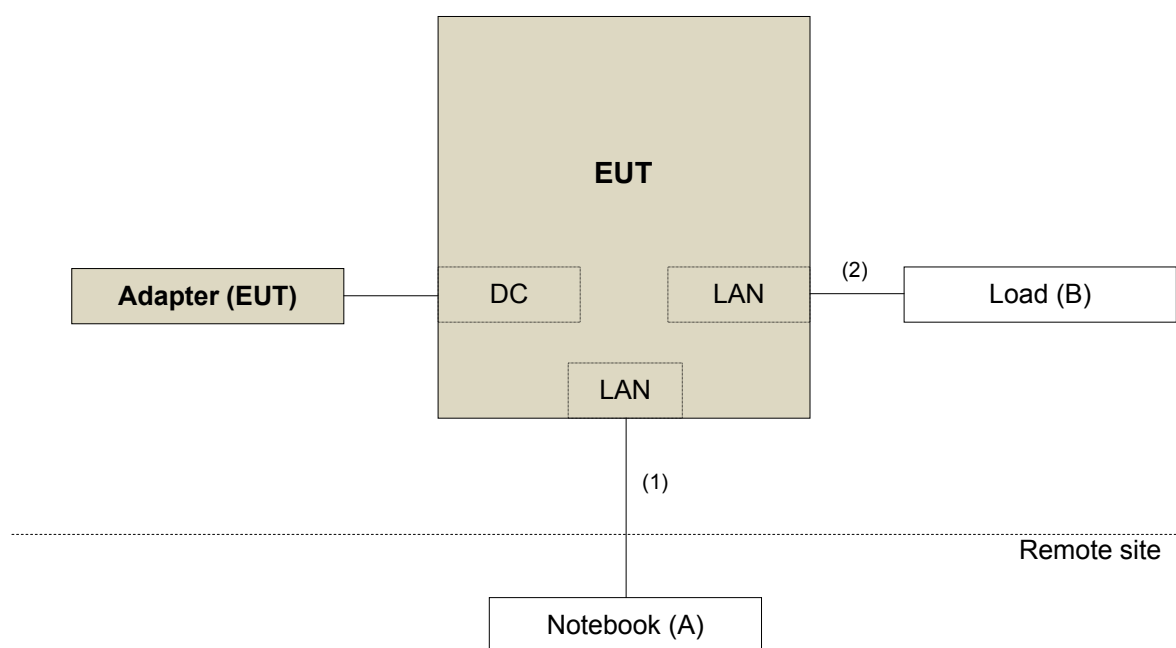 EUT
(2)
Adapter (EUT)
DC
LAN
Load (B)
LAN
(1)
Remote site
Notebook (A)